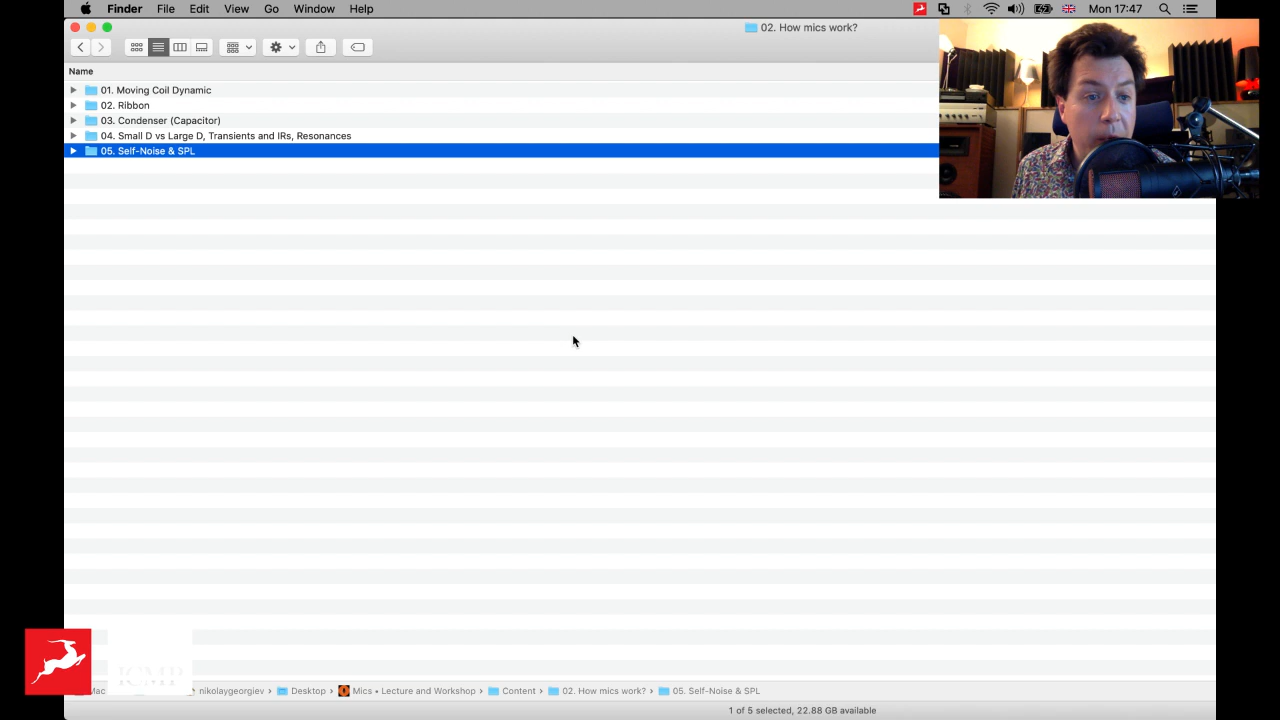 Finder File Edit View Go Window Help Mon 17:47
02. How mics work?
Name
01. Moving Coil Dynamic
02. Ribbon
03. Condenser (Capacitor)
04. Small D vs Large D, Transients and IRs, Resonances
05. Self-Noise & SPL
Mac nikolaygeorgiev › Desktop › Mics • Lecture and Workshop › Content › 02. How mics work? › 05. Self-Noise & SPL
1 of 5 selected, 22.88 GB available